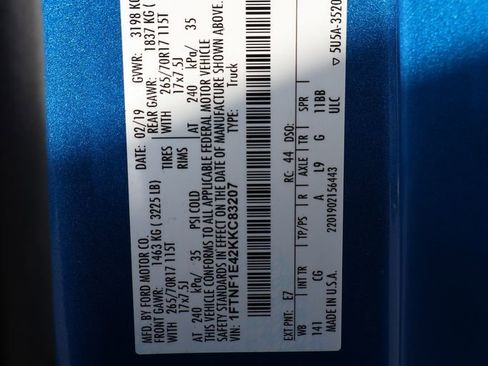 MFD. BY FORD MOTOR CO.
DATE: 02/19 GVWR: 3198 KG
FRONT GAWR: 1463 KG ( 3225 LB) REAR GAWR: 1837 KG (
WITH 265/70R17 115T TIRES WITH 265/70R17 115T
17x7.5J RIMS 17x7.5J
AT 240 kPa/ 35 PSI COLD AT 240 kPa/ 35
THIS VEHICLE CONFORMS TO ALL APPLICABLE FEDERAL MOTOR VEHICLE
SAFETY AND THEFT PREVENTION STANDARDS
IN EFFECT ON THE DATE OF MANUFACTURE SHOWN ABOVE.
VIN: 1FTNF1E42KKC83207
TYPE: Truck
EXT PNT: E7 RC: 44 DSO:
WB INT TR TP/PS R AXLE TR SPR
141 CG A L9 G 11BB
ULC
MADE IN U.S.A. 2201902156443
▽ 5U5A-3520